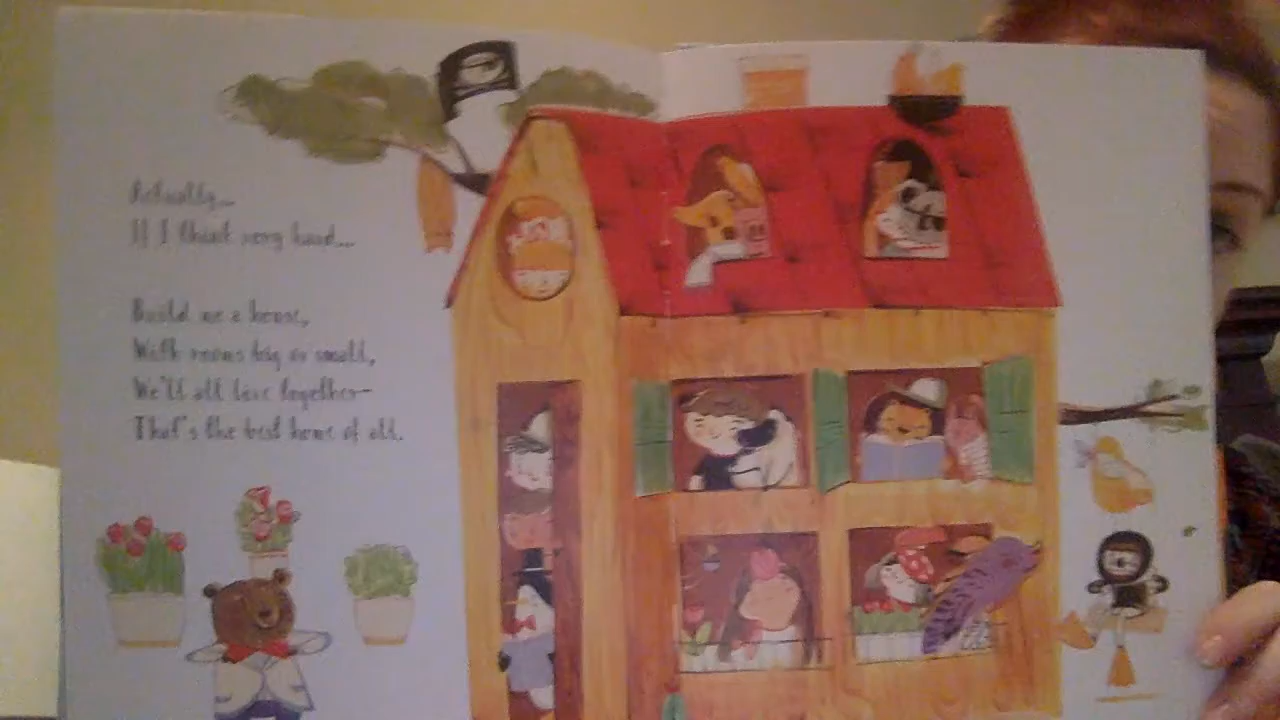 Actually...
If I think very hard...
Build me a house,
With rooms big or small,
We'll all live together—
That's the best home of all.